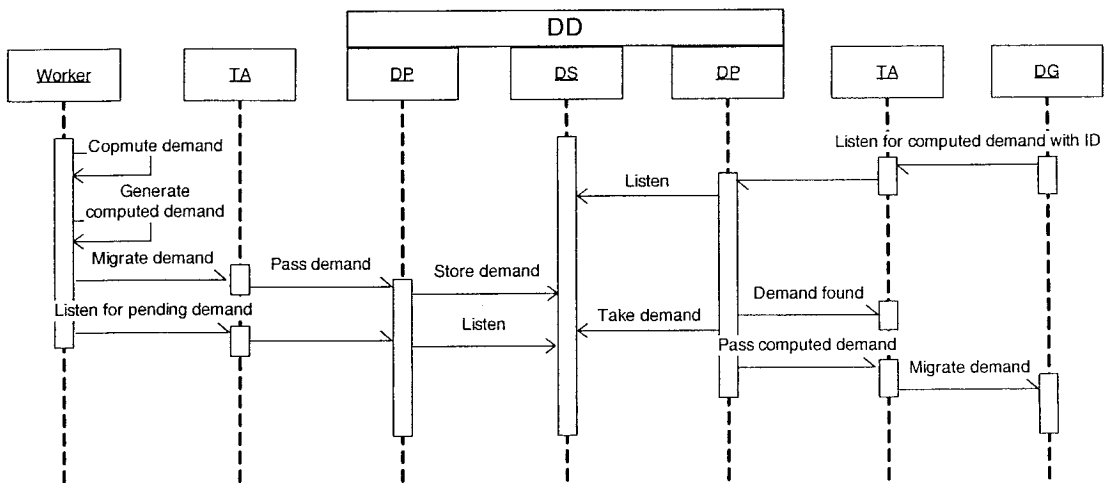 DD
Worker
TA
DP
DS
DP
TA
DG
Copmute demand
Listen for computed demand with ID
Listen
Generate
computed demand
Migrate demand
Pass demand
Store demand
Demand found
Listen for pending demand
Listen
Take demand
Pass computed demand
Migrate demand